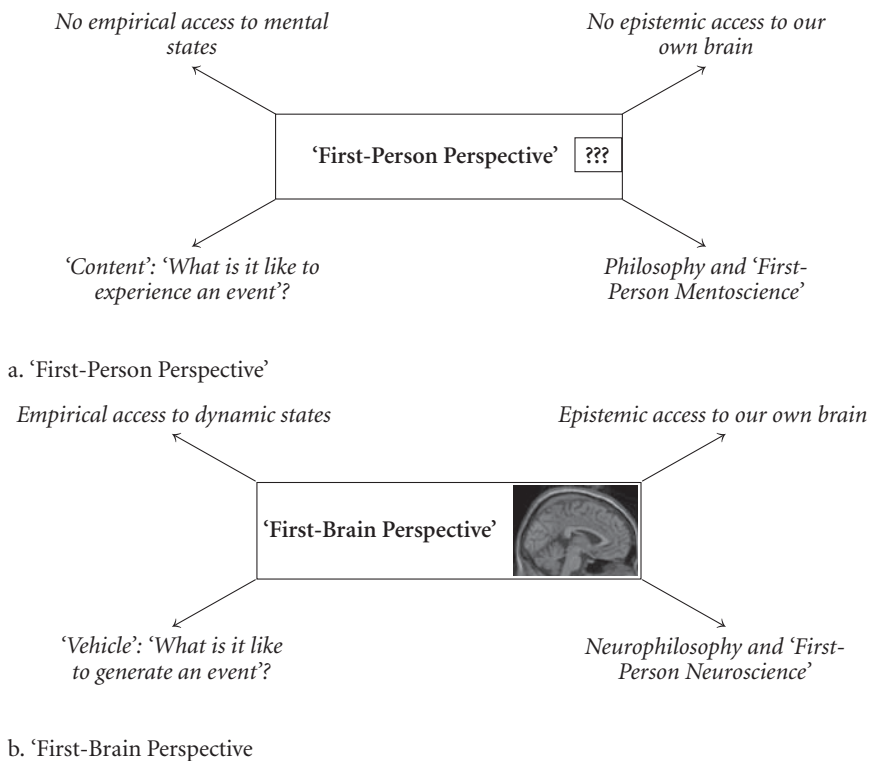 No empirical access to mental
states
No epistemic access to our
own brain
‘First-Person Perspective’ ???
‘Content’: ‘What is it like to
experience an event’?
Philosophy and ‘First-
Person Mentoscience’
a. ‘First-Person Perspective’
Empirical access to dynamic states
Epistemic access to our own brain
‘First-Brain Perspective’
‘Vehicle’: ‘What is it like
to generate an event’?
Neurophilosophy and ‘First-
Person Neuroscience’
b. ‘First-Brain Perspective